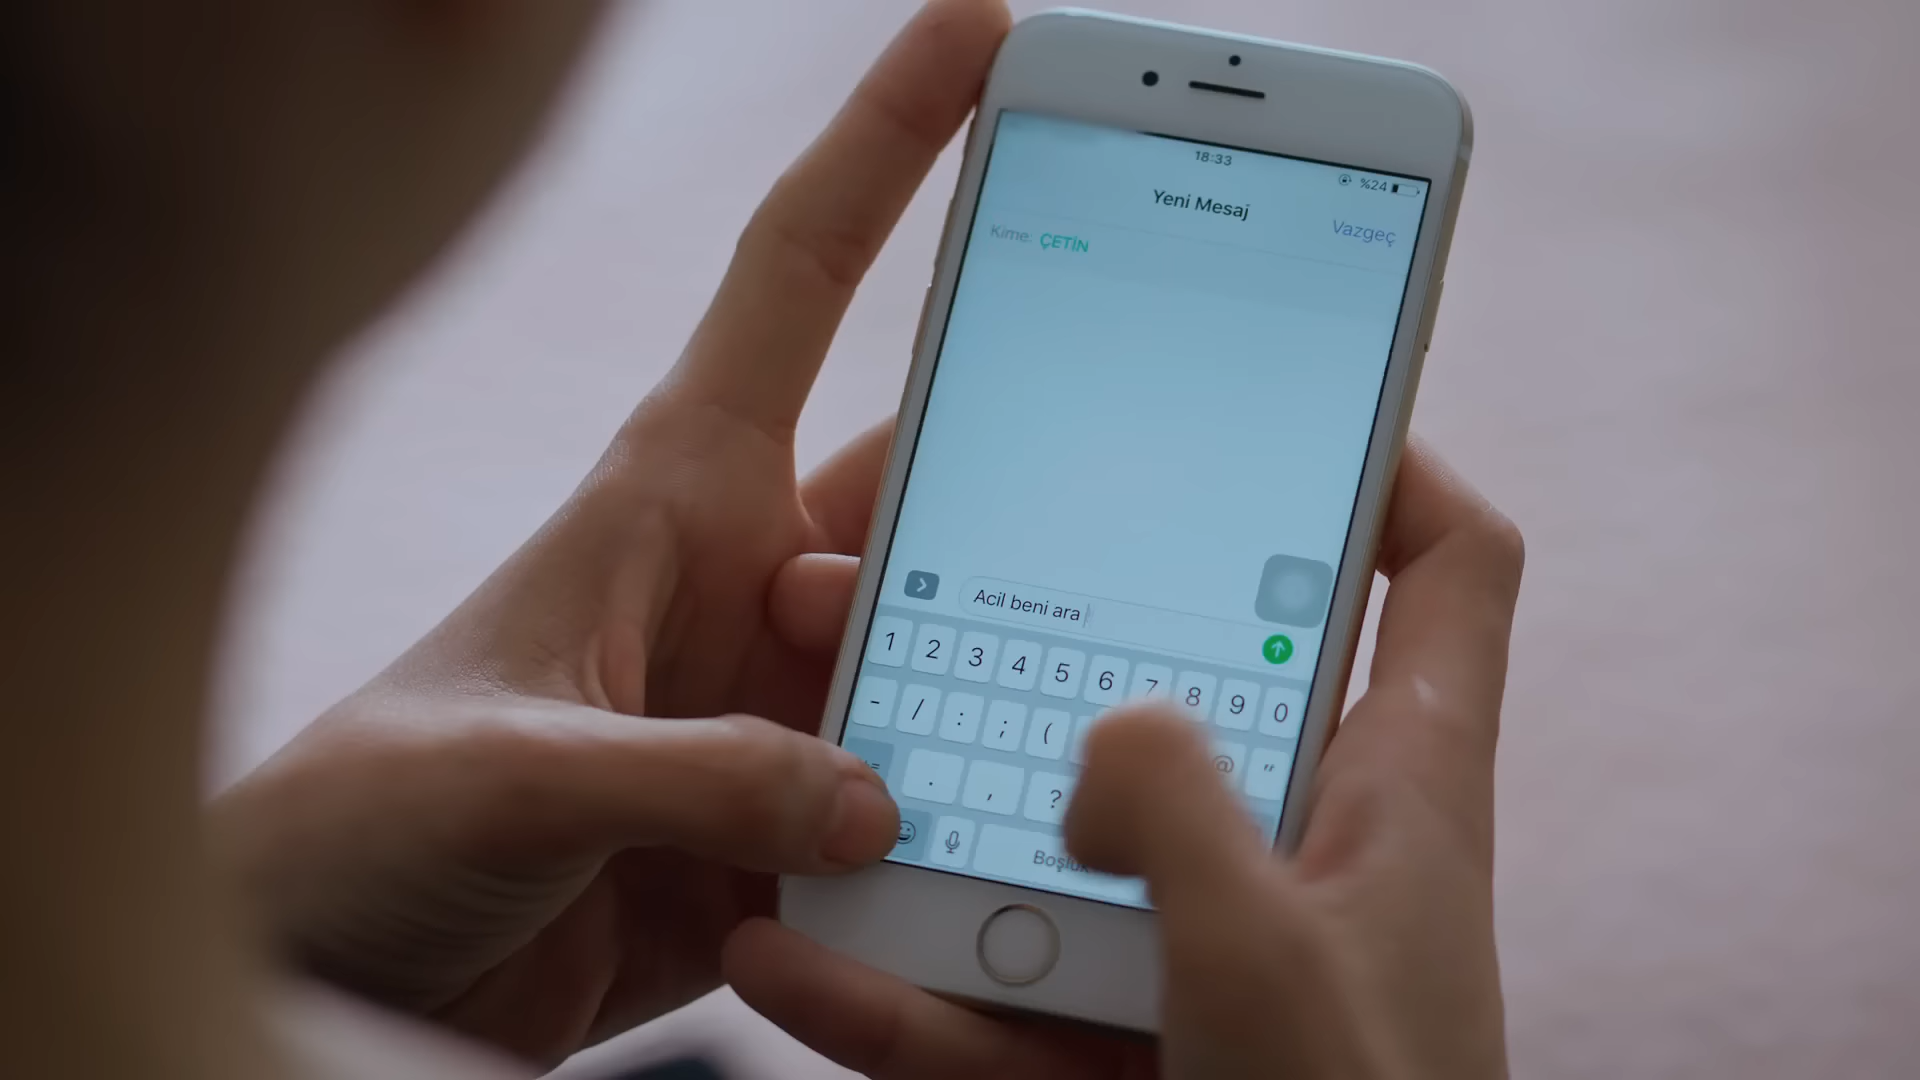 18:33
%24
Yeni Mesaj
Vazgeç
Kime: ÇETİN
Acil beni ara
1 2 3 4 5 6 7 8 9 0
- / : ; ( @ "
. , ?